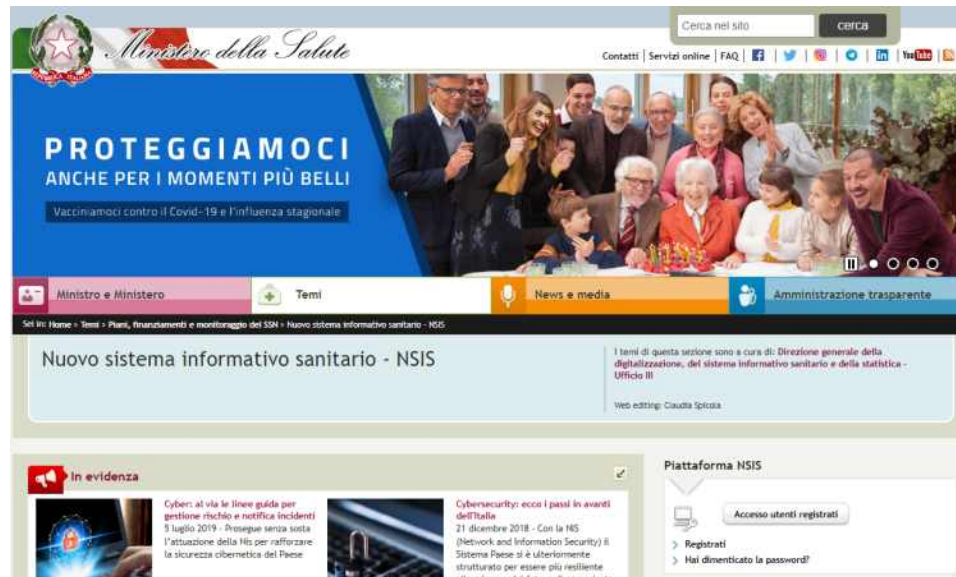 Cerca nel sito
cerca
Ministero della Salute
Contatti | Servizi online | FAQ | | | | | | YouTube |
PROTEGGIAMOCI
ANCHE PER I MOMENTI PIÙ BELLI
Vacciniamoci contro il Covid-19 e l'influenza stagionale
Ministro e Ministero
Temi
News e media
Amministrazione trasparente
Sei in: Home > Temi > Piani, finanziamenti e monitoraggio del SSN > Nuovo sistema informativo sanitario - NSIS
Nuovo sistema informativo sanitario - NSIS
I temi di questa sezione sono a cura di: Direzione generale della
digitalizzazione, del sistema informativo sanitario e della statistica -
Ufficio III
Web editing: Claudia Spicola
In evidenza
Cyber: al via le linee guida per
gestione rischio e notifica incidenti
5 luglio 2019 - Prosegue senza sosta
l'attuazione della Nis per rafforzare
la sicurezza cibernetica del Paese
Cybersecurity: ecco i passi in avanti
dell'Italia
21 dicembre 2018 - Con la NIS
(Network and Information Security) il
Sistema Paese si è ulteriormente
strutturato per essere più resiliente
Piattaforma NSIS
Accesso utenti registrati
Registrati
Hai dimenticato la password?